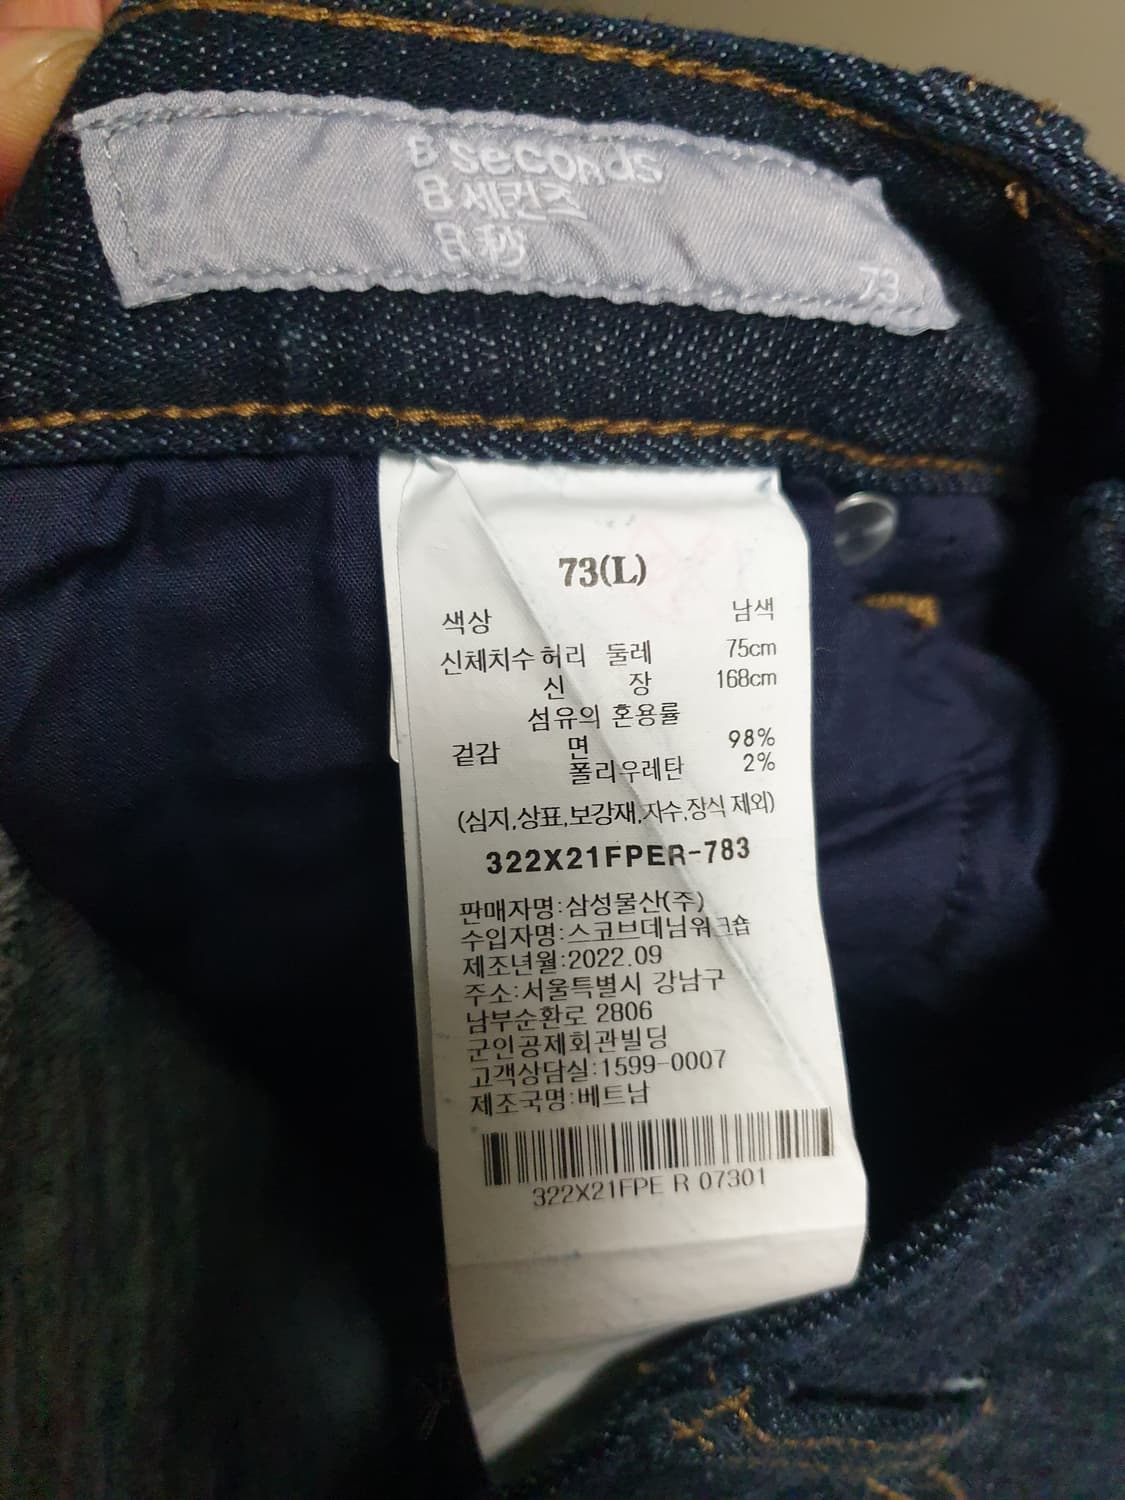 8 seconds
8 세컨즈
8 秒
73
73(L)
색상 남색
신체치수 허리 둘레 75cm
신 장 168cm
섬유의 혼용률
겉감 면 98%
폴리우레탄 2%
(심지,상표,보강재,자수,장식 제외)
322X21FPER-783
판매자명:삼성물산(주)
수입자명:스코브데님워크숍
제조년월:2022.09
주소:서울특별시 강남구
남부순환로 2806
군인공제회관빌딩
고객상담실:1599-0007
제조국명:베트남
322X21FPE R 07301